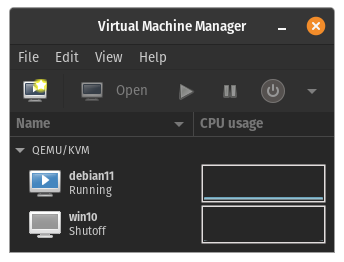 Virtual Machine Manager
File Edit View Help
Open
Name CPU usage
QEMU/KVM
debian11
Running
win10
Shutoff